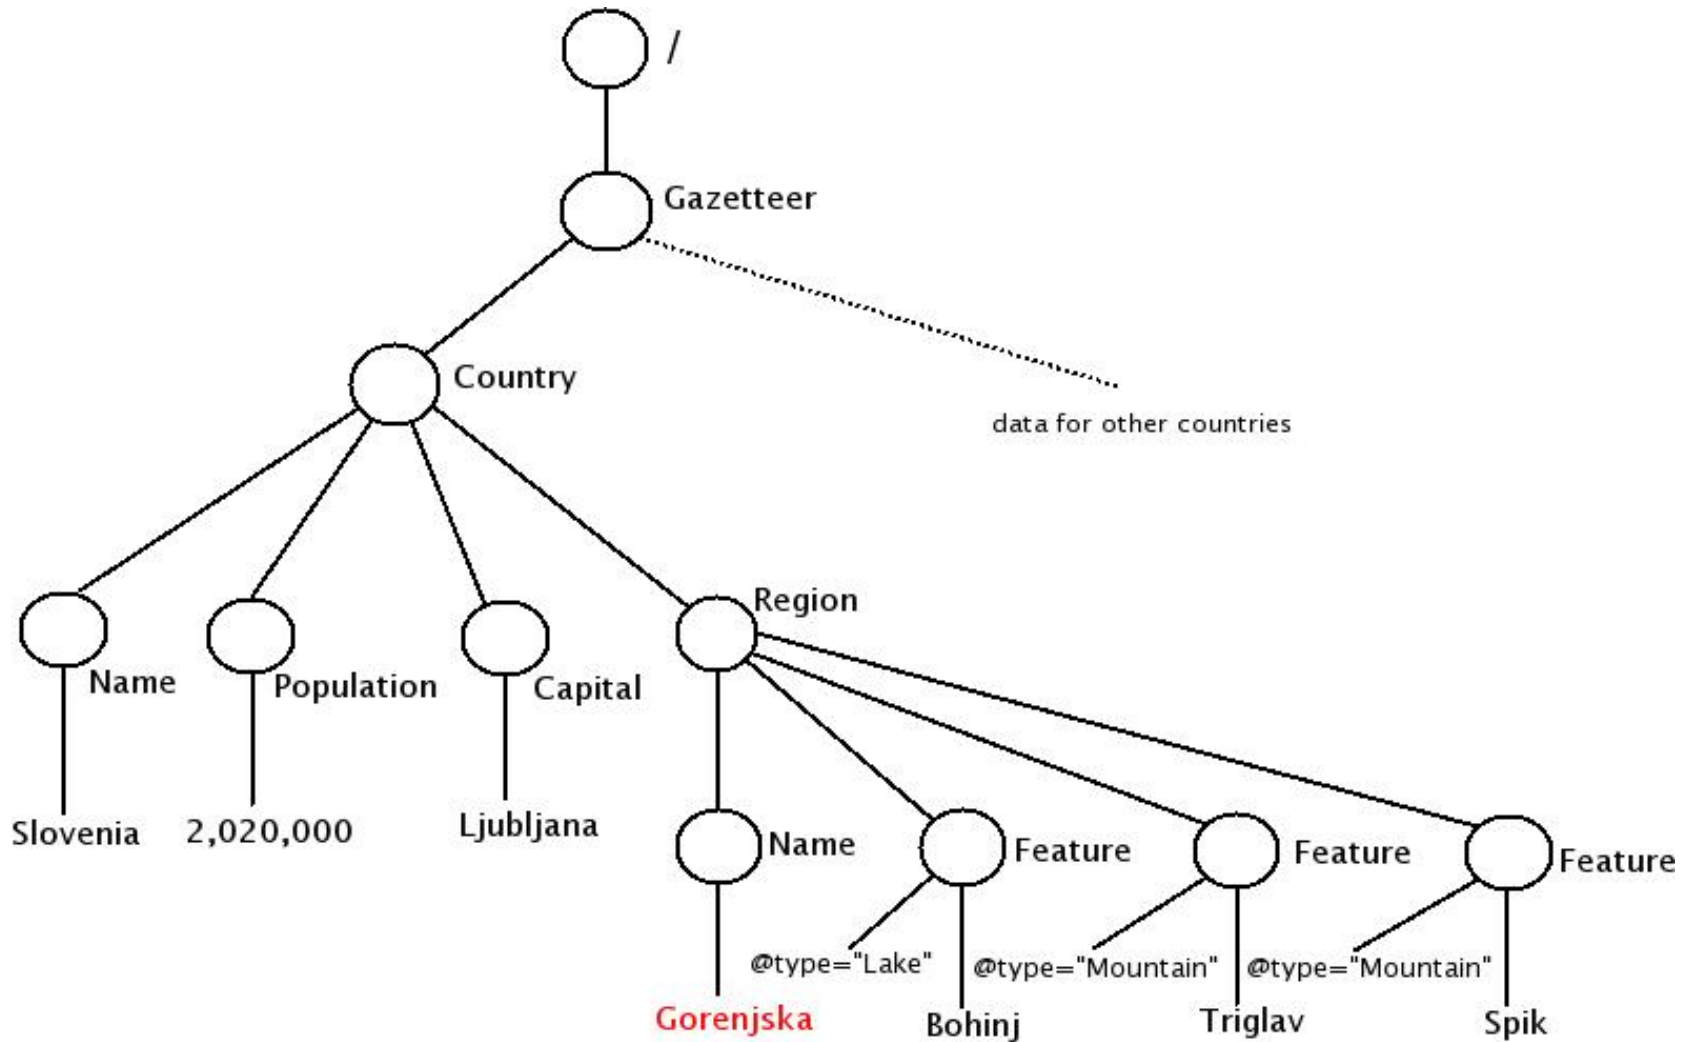 /
Gazetteer
Country
data for other countries
Region
Name
Population
Capital
Slovenia
2,020,000
Ljubljana
Name
Feature
Feature
Feature
@type="Lake"
@type="Mountain"
@type="Mountain"
Gorenjska
Bohinj
Triglav
Spik